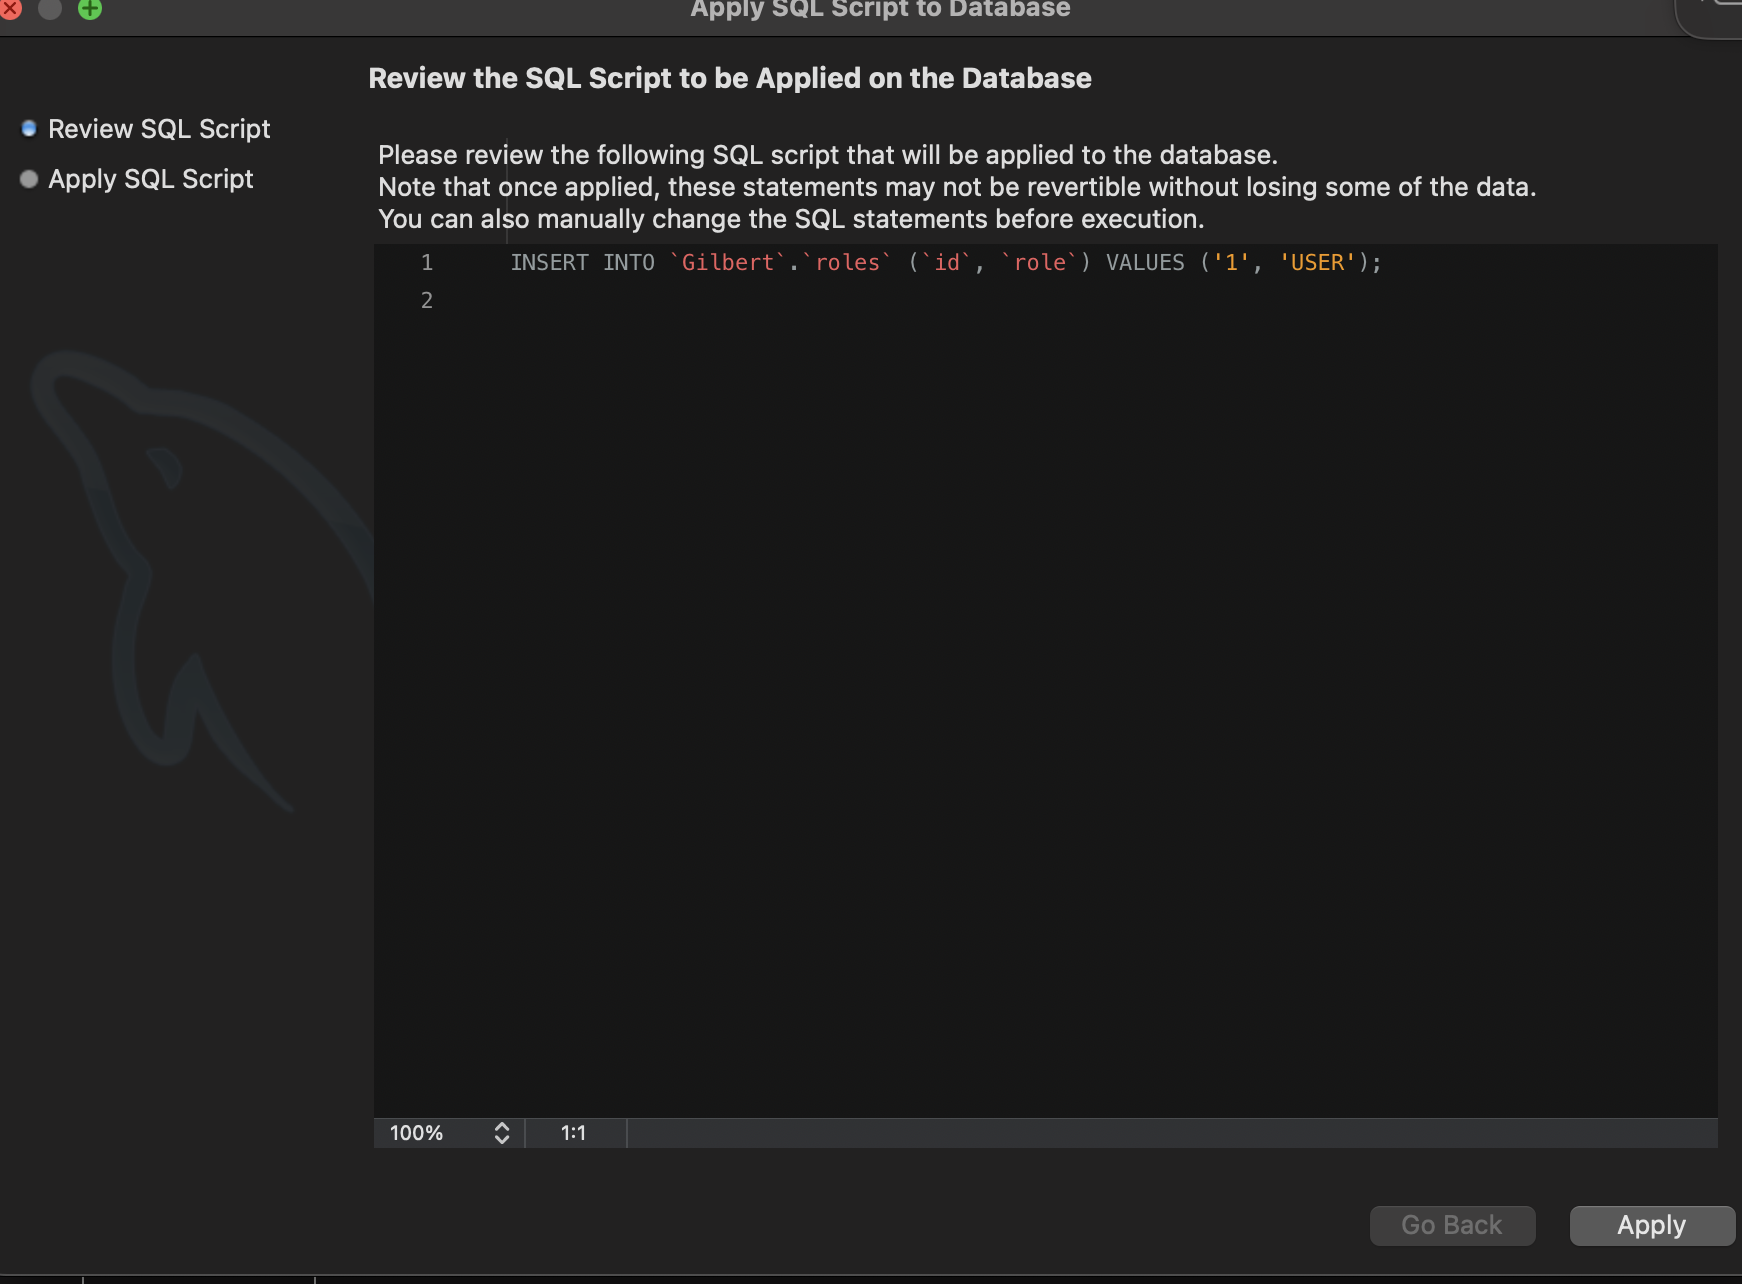 Apply SQL Script to Database
Review the SQL Script to be Applied on the Database
Review SQL Script
Apply SQL Script
Please review the following SQL script that will be applied to the database.
Note that once applied, these statements may not be revertible without losing some of the data.
You can also manually change the SQL statements before execution.
1 INSERT INTO `Gilbert`.`roles` (`id`, `role`) VALUES ('1', 'USER');
2
100% 1:1
Go Back Apply